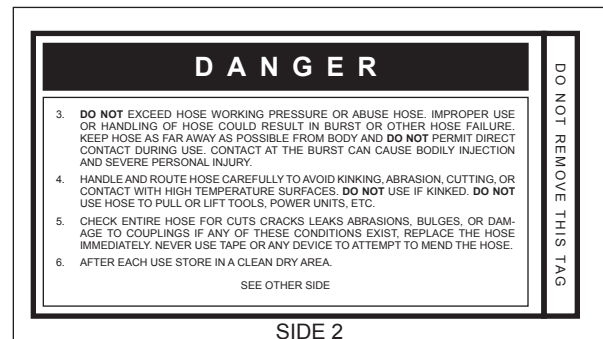 DANGER
3. DO NOT EXCEED HOSE WORKING PRESSURE OR ABUSE HOSE. IMPROPER USE
OR HANDLING OF HOSE COULD RESULT IN BURST OR OTHER HOSE FAILURE.
KEEP HOSE AS FAR AWAY AS POSSIBLE FROM BODY AND DO NOT PERMIT DIRECT
CONTACT DURING USE. CONTACT AT THE BURST CAN CAUSE BODILY INJECTION
AND SEVERE PERSONAL INJURY.
4. HANDLE AND ROUTE HOSE CAREFULLY TO AVOID KINKING, ABRASION, CUTTING, OR
CONTACT WITH HIGH TEMPERATURE SURFACES. DO NOT USE IF KINKED. DO NOT
USE HOSE TO PULL OR LIFT TOOLS, POWER UNITS, ETC.
5. CHECK ENTIRE HOSE FOR CUTS CRACKS LEAKS ABRASIONS, BULGES, OR DAM-
AGE TO COUPLINGS IF ANY OF THESE CONDITIONS EXIST, REPLACE THE HOSE
IMMEDIATELY. NEVER USE TAPE OR ANY DEVICE TO ATTEMPT TO MEND THE HOSE.
6. AFTER EACH USE STORE IN A CLEAN DRY AREA.
SEE OTHER SIDE
DO NOT REMOVE THIS TAG
SIDE 2